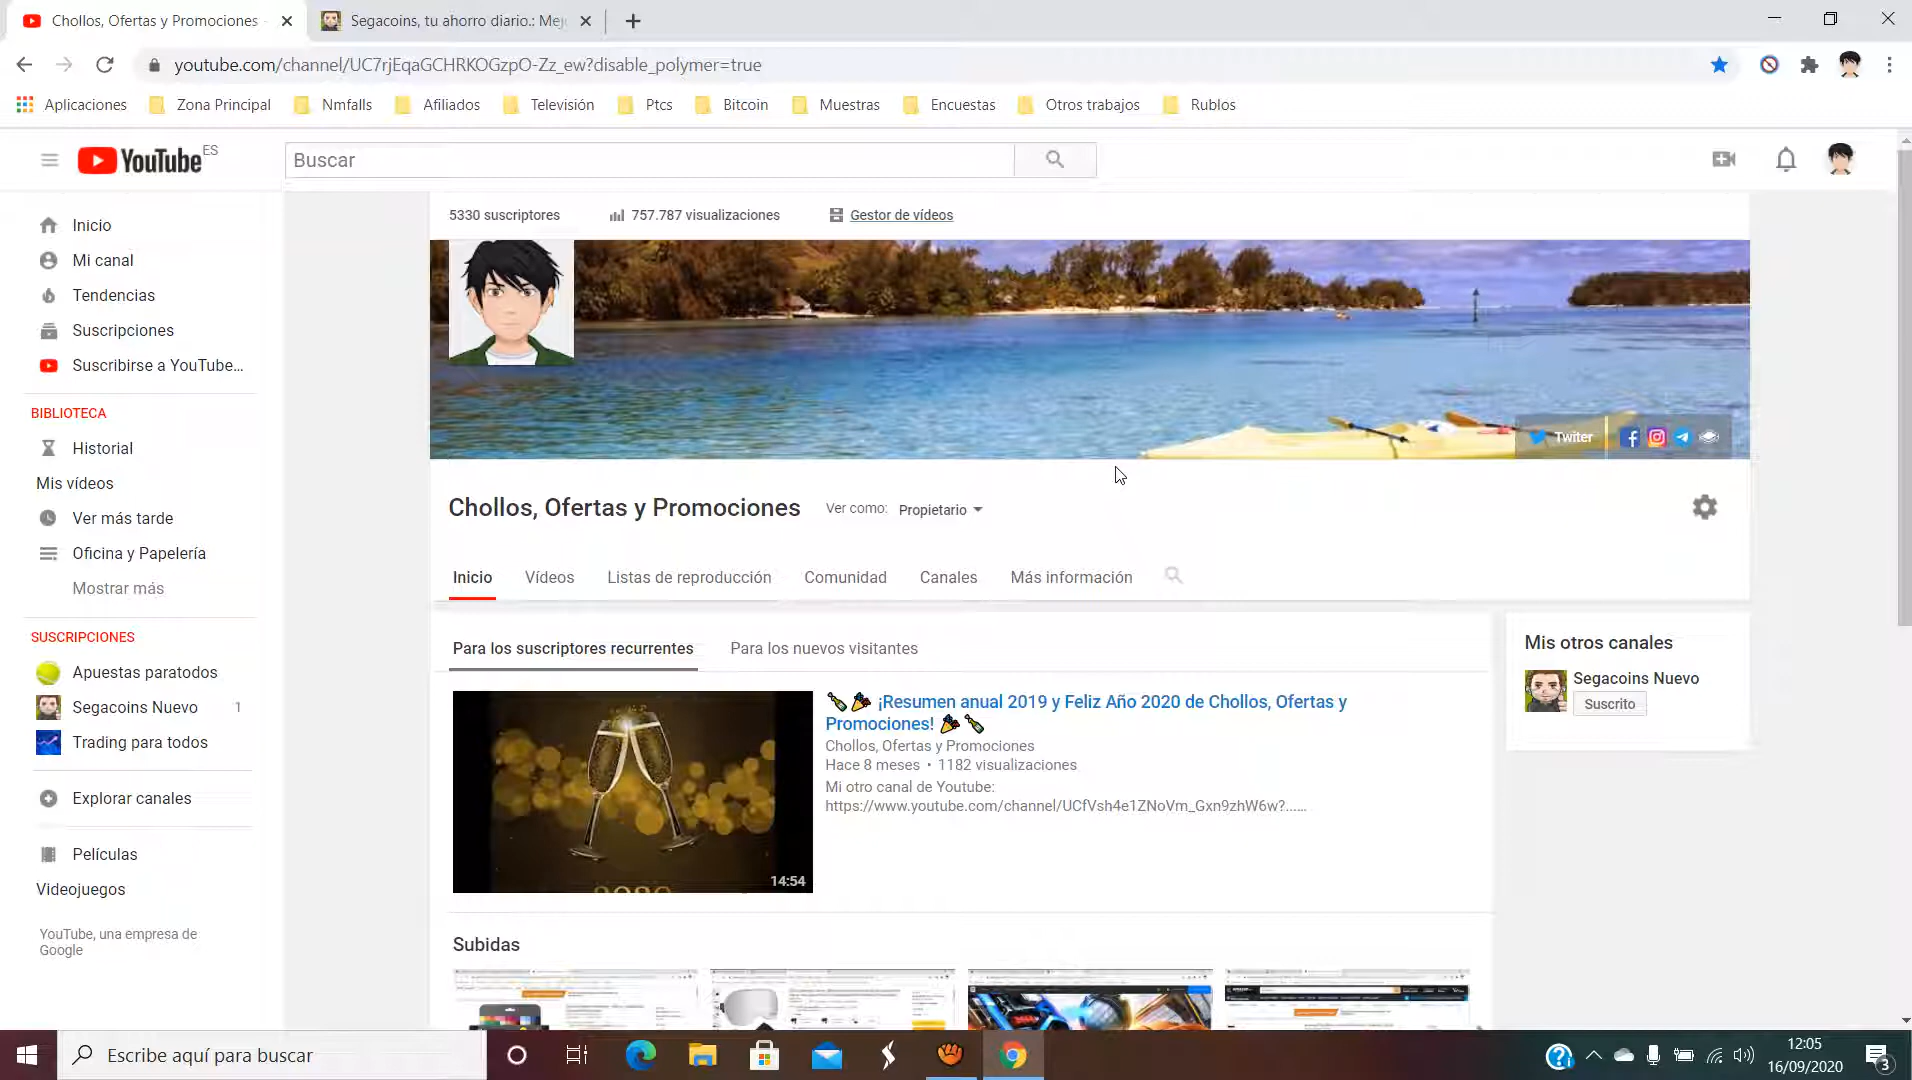 Chollos, Ofertas y Promociones -
Segacoins, tu ahorro diario.: Mej
youtube.com/channel/UC7rjEqaGCHRKOGzpO-Zz_ew?disable_polymer=true
Aplicaciones Zona Principal Nmfalls Afiliados Televisión Ptcs Bitcoin Muestras Encuestas Otros trabajos Rublos
YouTube ES
Buscar
Inicio
Mi canal
Tendencias
Suscripciones
Suscribirse a YouTube...
BIBLIOTECA
Historial
Mis vídeos
Ver más tarde
Oficina y Papelería
Mostrar más
SUSCRIPCIONES
Apuestas paratodos
Segacoins Nuevo 1
Trading para todos
Explorar canales
Películas
Videojuegos
YouTube, una empresa de
Google
5330 suscriptores 757.787 visualizaciones Gestor de vídeos
Twiter
Chollos, Ofertas y Promociones Ver como: Propietario
Inicio Vídeos Listas de reproducción Comunidad Canales Más información
Para los suscriptores recurrentes Para los nuevos visitantes
¡Resumen anual 2019 y Feliz Año 2020 de Chollos, Ofertas y
Promociones!
Chollos, Ofertas y Promociones
Hace 8 meses • 1182 visualizaciones
Mi otro canal de Youtube:
https://www.youtube.com/channel/UCfVsh4e1ZNoVm_Gxn9zhW6w?......
2020
14:54
Subidas
Mis otros canales
Segacoins Nuevo
Suscrito
Escribe aquí para buscar
12:05
16/09/2020
3